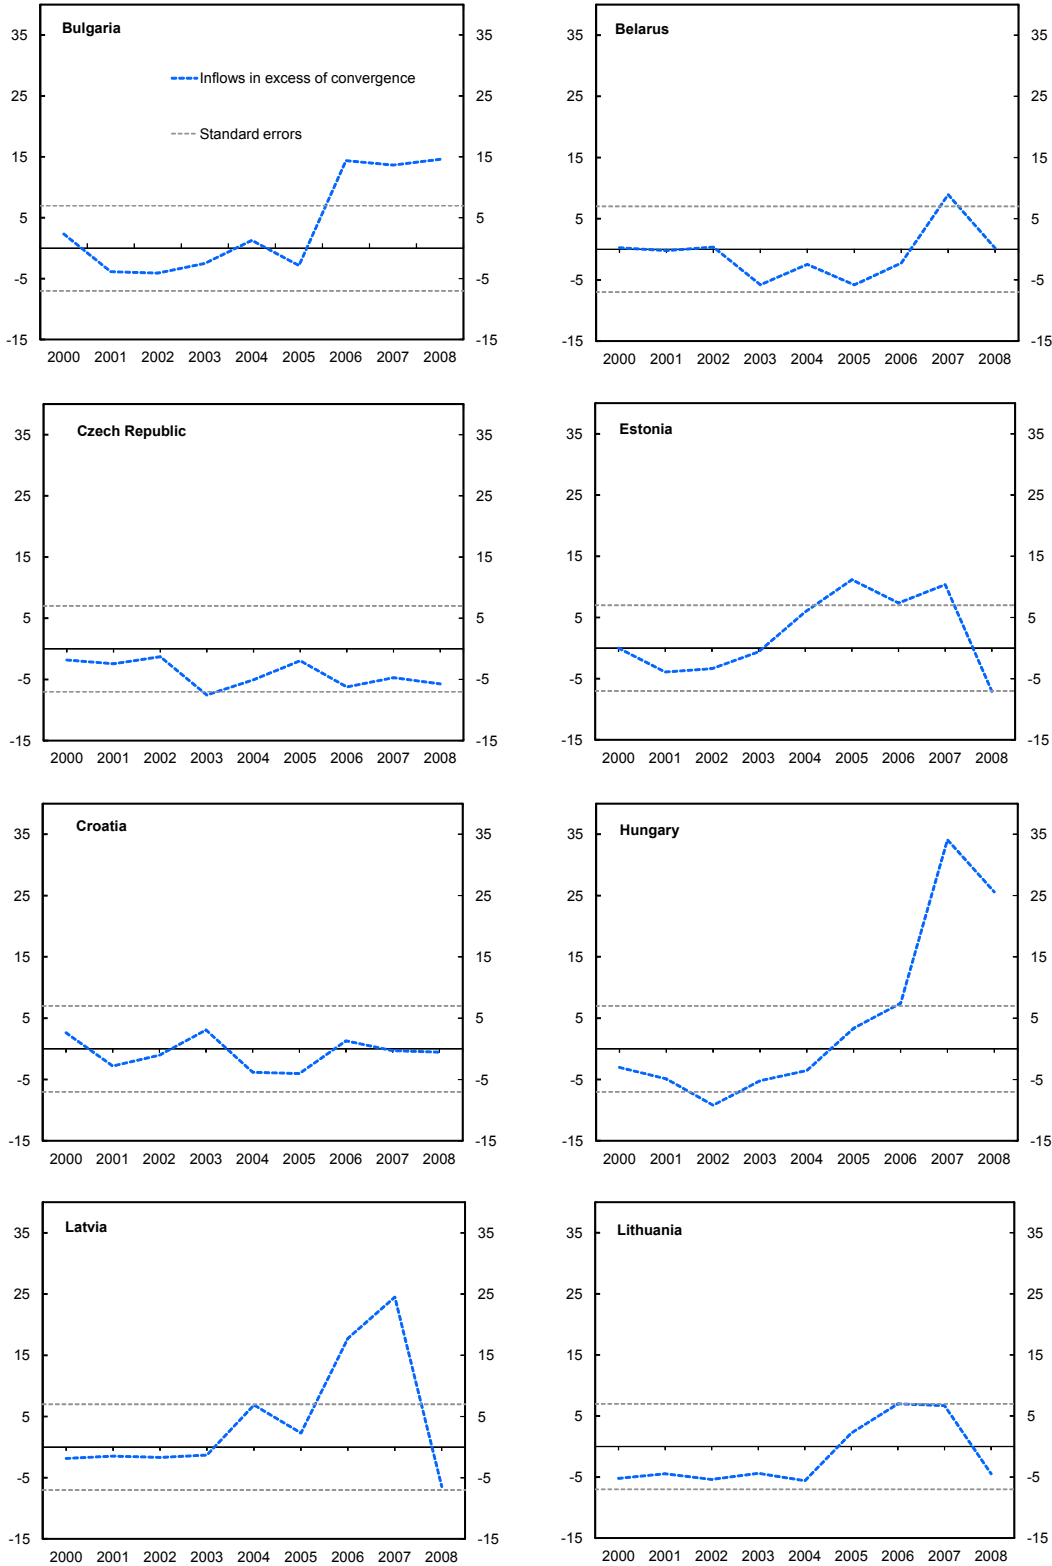 Bulgaria
Inflows in excess of convergence
Standard errors
35 25 15 5 -5 -15
35 25 15 5 -5 -15
2000 2001 2002 2003 2004 2005 2006 2007 2008
Belarus
35 25 15 5 -5 -15
35 25 15 5 -5 -15
2000 2001 2002 2003 2004 2005 2006 2007 2008
Czech Republic
35 25 15 5 -5 -15
35 25 15 5 -5 -15
2000 2001 2002 2003 2004 2005 2006 2007 2008
Estonia
35 25 15 5 -5 -15
35 25 15 5 -5 -15
2000 2001 2002 2003 2004 2005 2006 2007 2008
Croatia
35 25 15 5 -5 -15
35 25 15 5 -5 -15
2000 2001 2002 2003 2004 2005 2006 2007 2008
Hungary
35 25 15 5 -5 -15
35 25 15 5 -5 -15
2000 2001 2002 2003 2004 2005 2006 2007 2008
Latvia
35 25 15 5 -5 -15
35 25 15 5 -5 -15
2000 2001 2002 2003 2004 2005 2006 2007 2008
Lithuania
35 25 15 5 -5 -15
35 25 15 5 -5 -15
2000 2001 2002 2003 2004 2005 2006 2007 2008